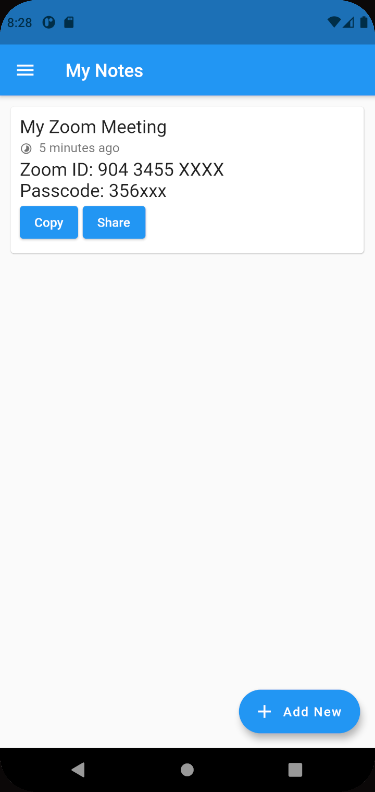 8:28
My Notes
My Zoom Meeting
5 minutes ago
Zoom ID: 904 3455 XXXX
Passcode: 356xxx
Copy Share
Add New